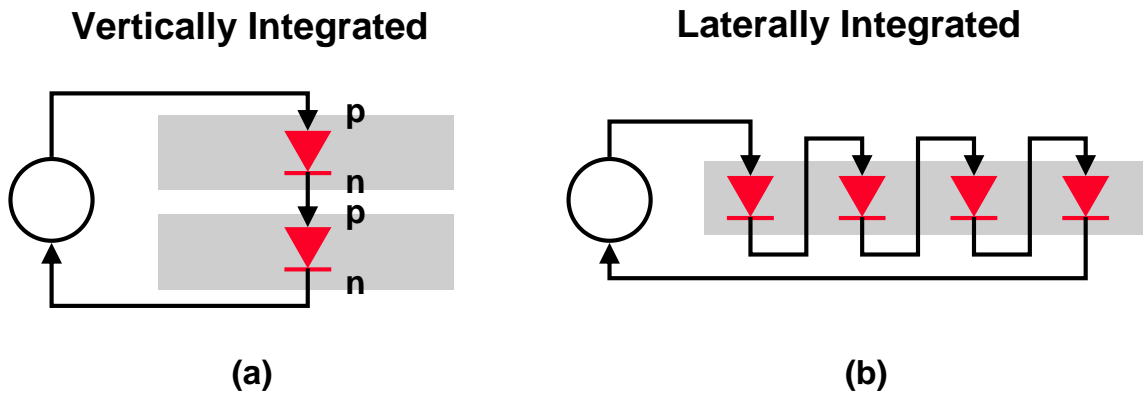 Vertically Integrated
Laterally Integrated
p
n
p
n
(a)
(b)